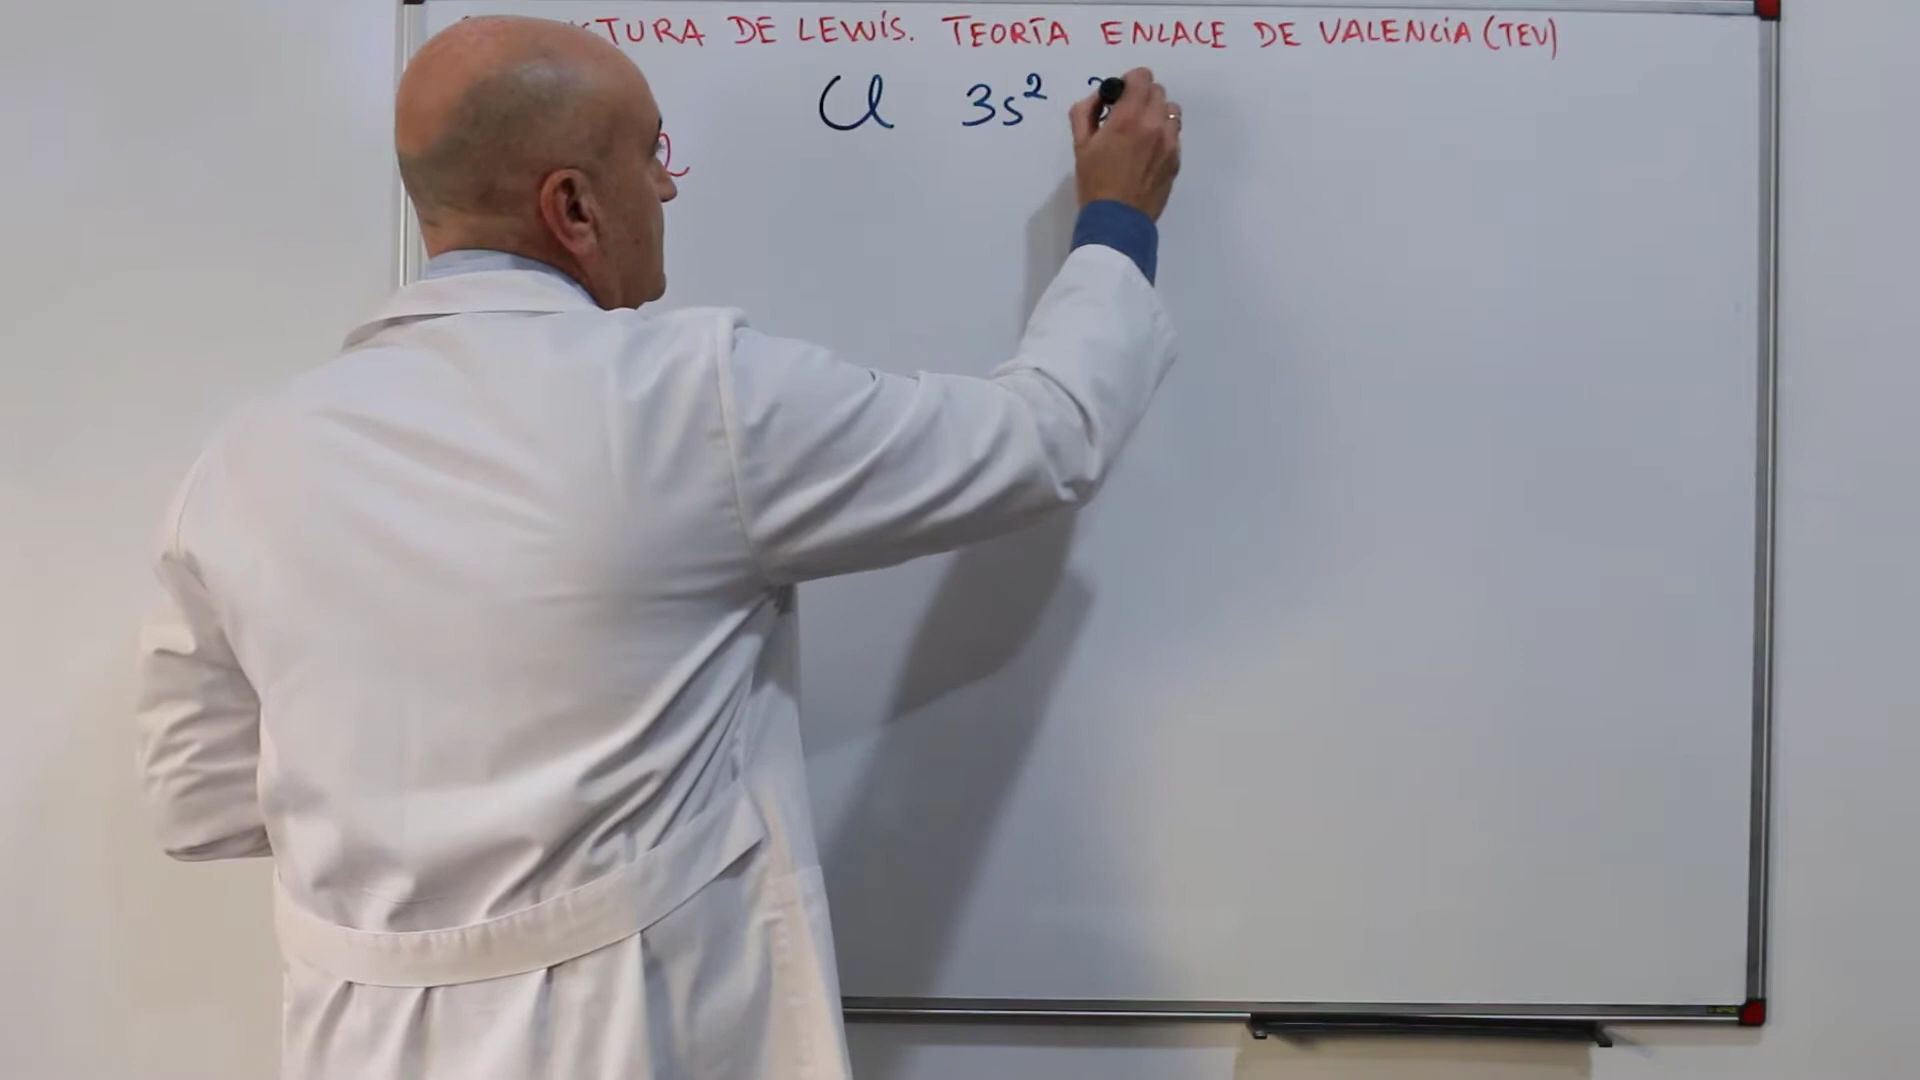 TURA DE LEWIS. TEORÍA ENLACE DE VALENCIA (TEV)
Cl 3s²